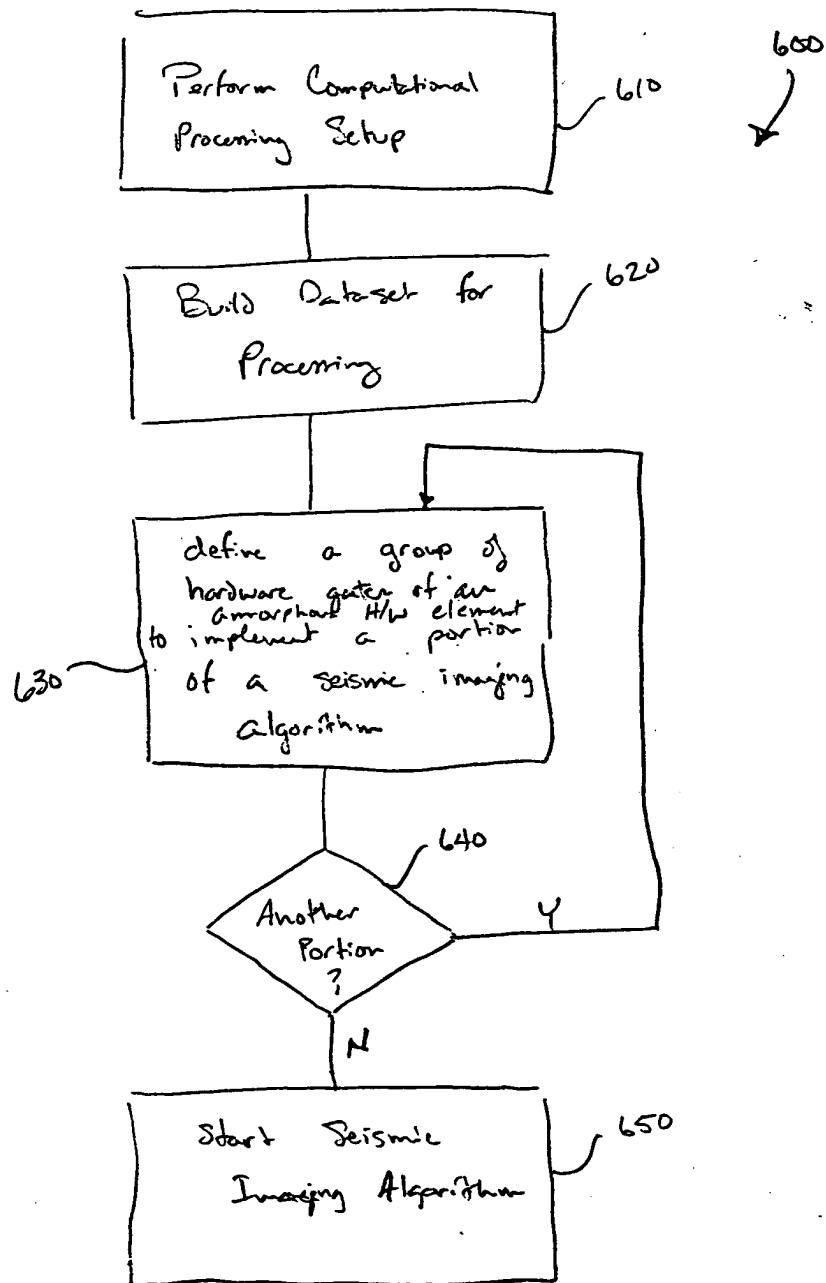 600
Perform Computational
Processing Setup
610
Build Dataset for
Processing
620
define a group of
hardware gates of an
amorphous H/W element
to implement a portion
of a seismic imaging
algorithm
630
Another
Portion
?
640
Y
N
Start Seismic
Imaging Algorithm
650